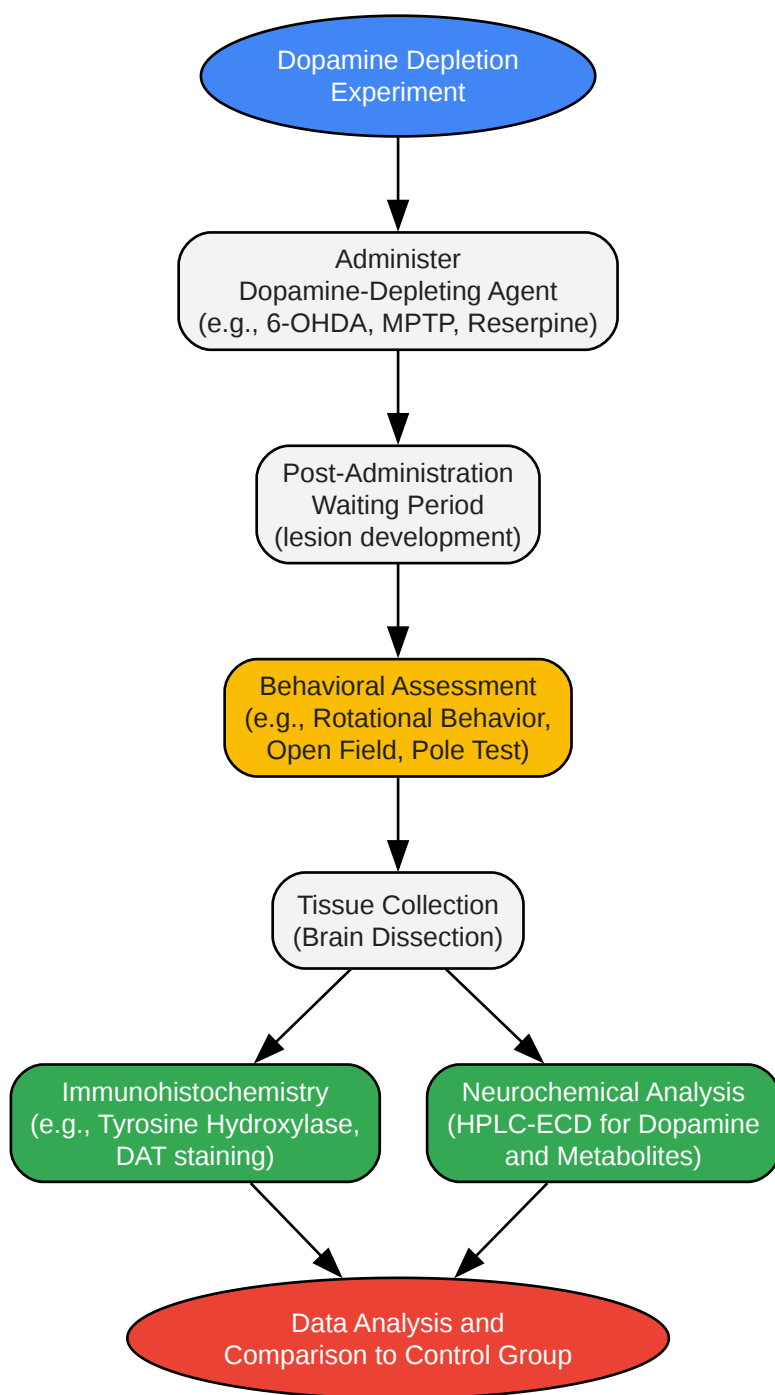 Dopamine Depletion
Experiment
Administer
Dopamine-Depleting Agent
(e.g., 6-OHDA, MPTP, Reserpine)
Post-Administration
Waiting Period
(lesion development)
Behavioral Assessment
(e.g., Rotational Behavior,
Open Field, Pole Test)
Tissue Collection
(Brain Dissection)
Immunohistochemistry
(e.g., Tyrosine Hydroxylase,
DAT staining)
Neurochemical Analysis
(HPLC-ECD for Dopamine
and Metabolites)
Data Analysis and
Comparison to Control Group